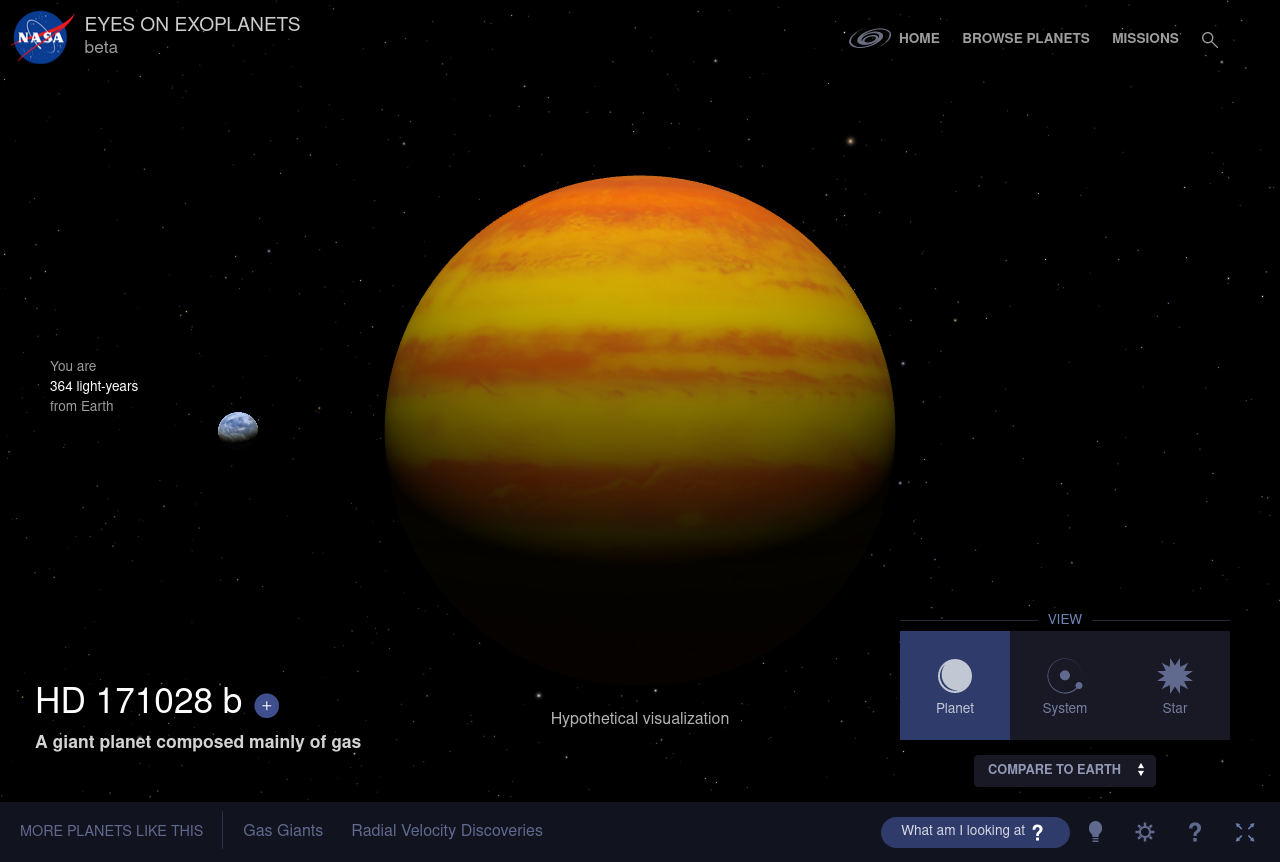 NASA
EYES ON EXOPLANETS
beta
HOME
BROWSE PLANETS
MISSIONS
You are
364 light-years
from Earth
VIEW
Planet
System
Star
HD 171028 b +
A giant planet composed mainly of gas
Hypothetical visualization
COMPARE TO EARTH
MORE PLANETS LIKE THIS
Gas Giants
Radial Velocity Discoveries
What am I looking at ?
?